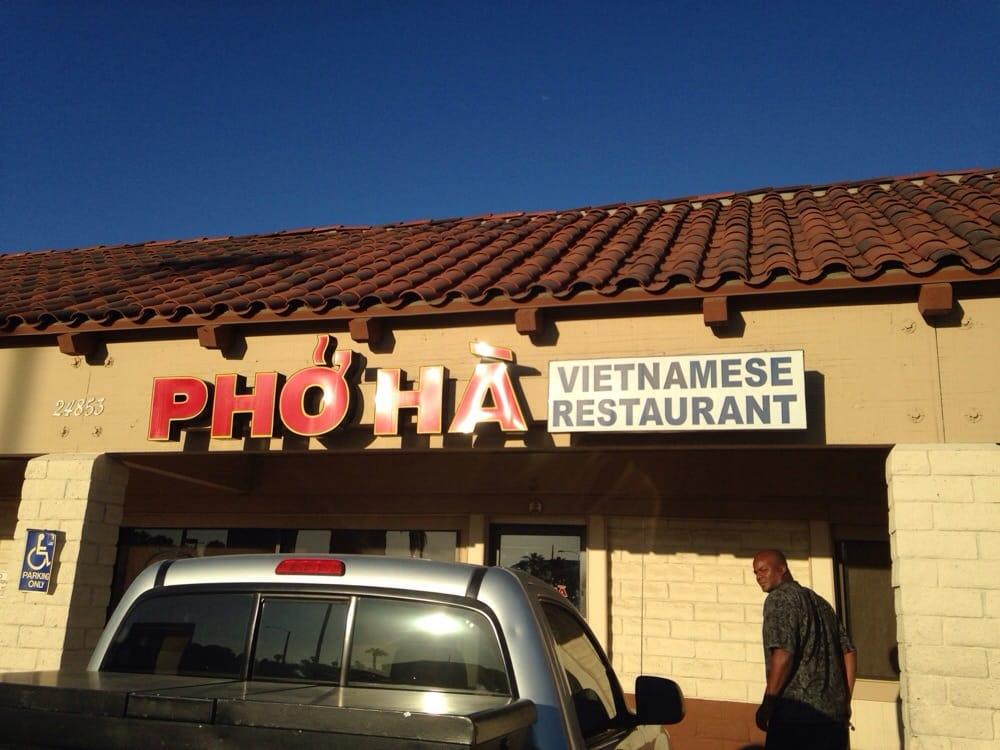 24853
PHỞ HÀ
VIETNAMESE
RESTAURANT
PARKING
ONLY